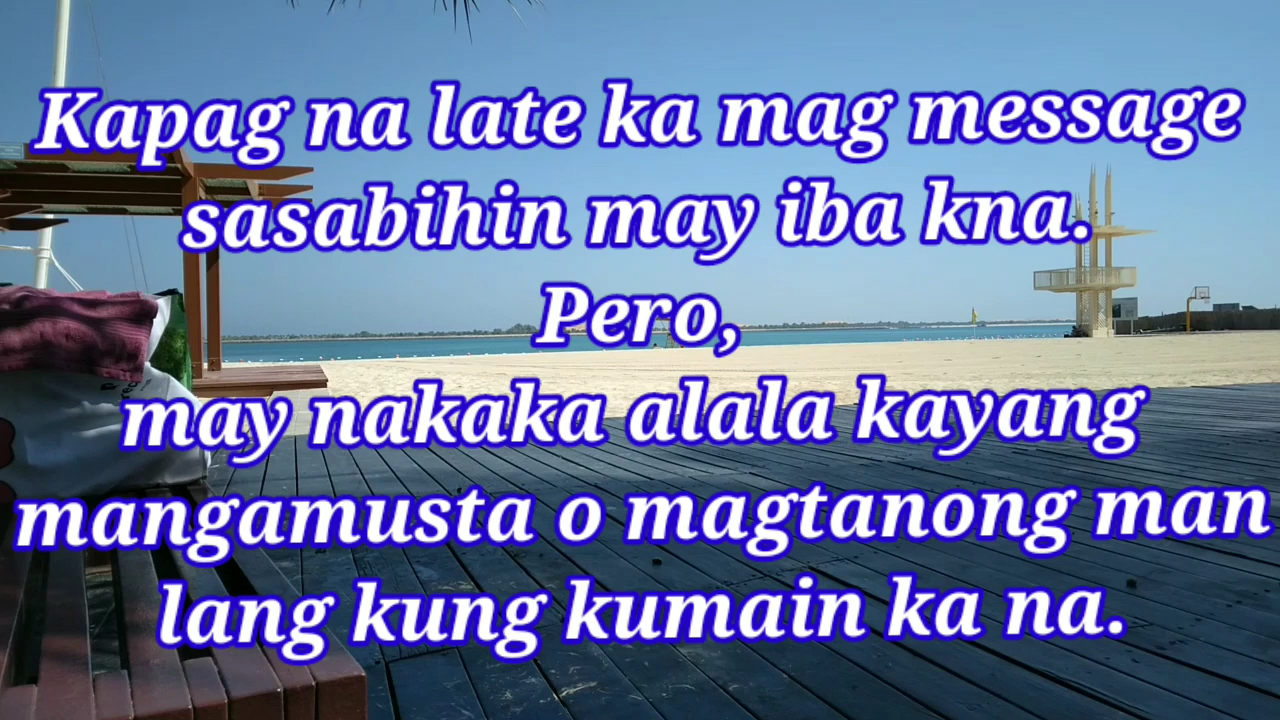 Kapag na late ka mag message
sasabihin may iba kna.
Pero,
may nakaka alala kayang
mangamusta o magtanong man
lang kung kumain ka na.